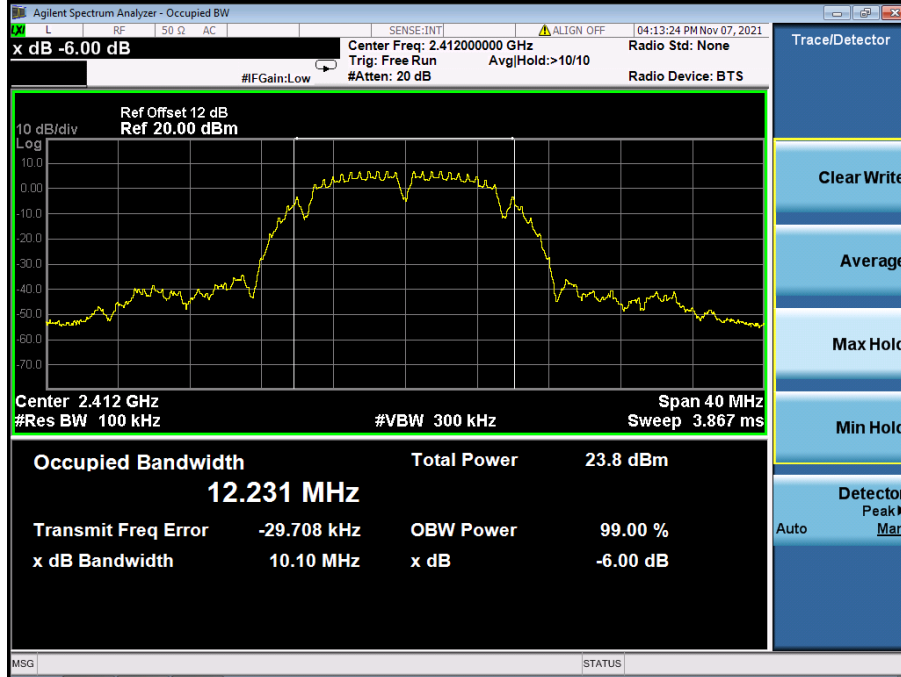 Agilent Spectrum Analyzer - Occupied BW
LXI L RF 50 Ω AC SENSE:INT ALIGN OFF 04:13:24 PM Nov 07, 2021
x dB -6.00 dB
Center Freq: 2.412000000 GHz Radio Std: None
Trig: Free Run Avg|Hold:>10/10
#IFGain:Low #Atten: 20 dB Radio Device: BTS
Trace/Detector
Ref Offset 12 dB
10 dB/div Ref 20.00 dBm
Log
10.0
0.00
-10.0
-20.0
-30.0
-40.0
-50.0
-60.0
-70.0
Center 2.412 GHz Span 40 MHz
#Res BW 100 kHz #VBW 300 kHz Sweep 3.867 ms
Occupied Bandwidth Total Power 23.8 dBm
12.231 MHz
Transmit Freq Error -29.708 kHz OBW Power 99.00 %
x dB Bandwidth 10.10 MHz x dB -6.00 dB
Clear Write
Average
Max Hold
Min Hold
Detector
Peak
Auto Man
MSG STATUS